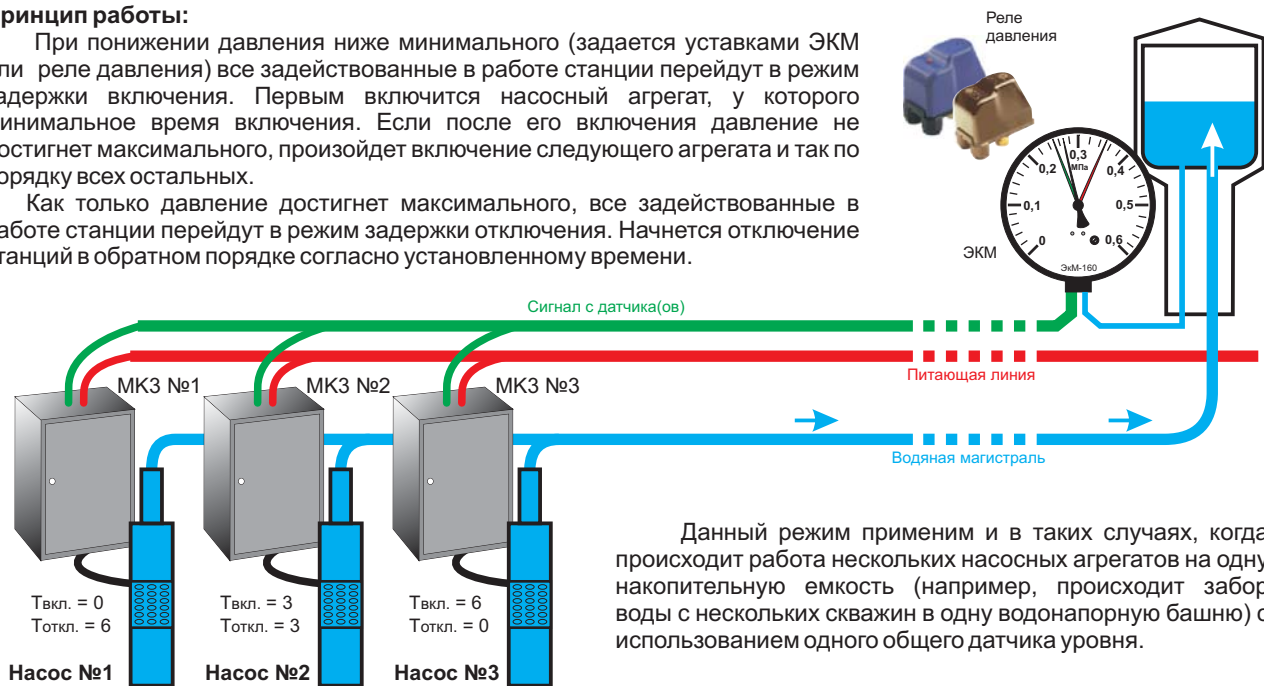 ринцип работы:
При понижении давления ниже минимального (задается уставками ЭКМ
ли реле давления) все задействованные в работе станции перейдут в режим
адержки включения. Первым включится насосный агрегат, у которого
инимальное время включения. Если после его включения давление не
остигнет максимального, произойдет включение следующего агрегата и так по
орядку всех остальных.
Как только давление достигнет максимального, все задействованные в
аботе станции перейдут в режим задержки отключения. Начнется отключение
танций в обратном порядке согласно установленному времени.
Реле
давления
0,3
МПа
0,2
0,4
0,1
0,5
0
0,6
ЭкМ-160
ЭКМ
Сигнал с датчика(ов)
Питающая линия
МК3 №1
МК3 №2
МК3 №3
Водяная магистраль
Данный режим применим и в таких случаях, когда
происходит работа нескольких насосных агрегатов на одну
накопительную емкость (например, происходит забор
воды с нескольких скважин в одну водонапорную башню) с
использованием одного общего датчика уровня.
Твкл. = 0
Тоткл. = 6
Насос №1
Твкл. = 3
Тоткл. = 3
Насос №2
Твкл. = 6
Тоткл. = 0
Насос №3